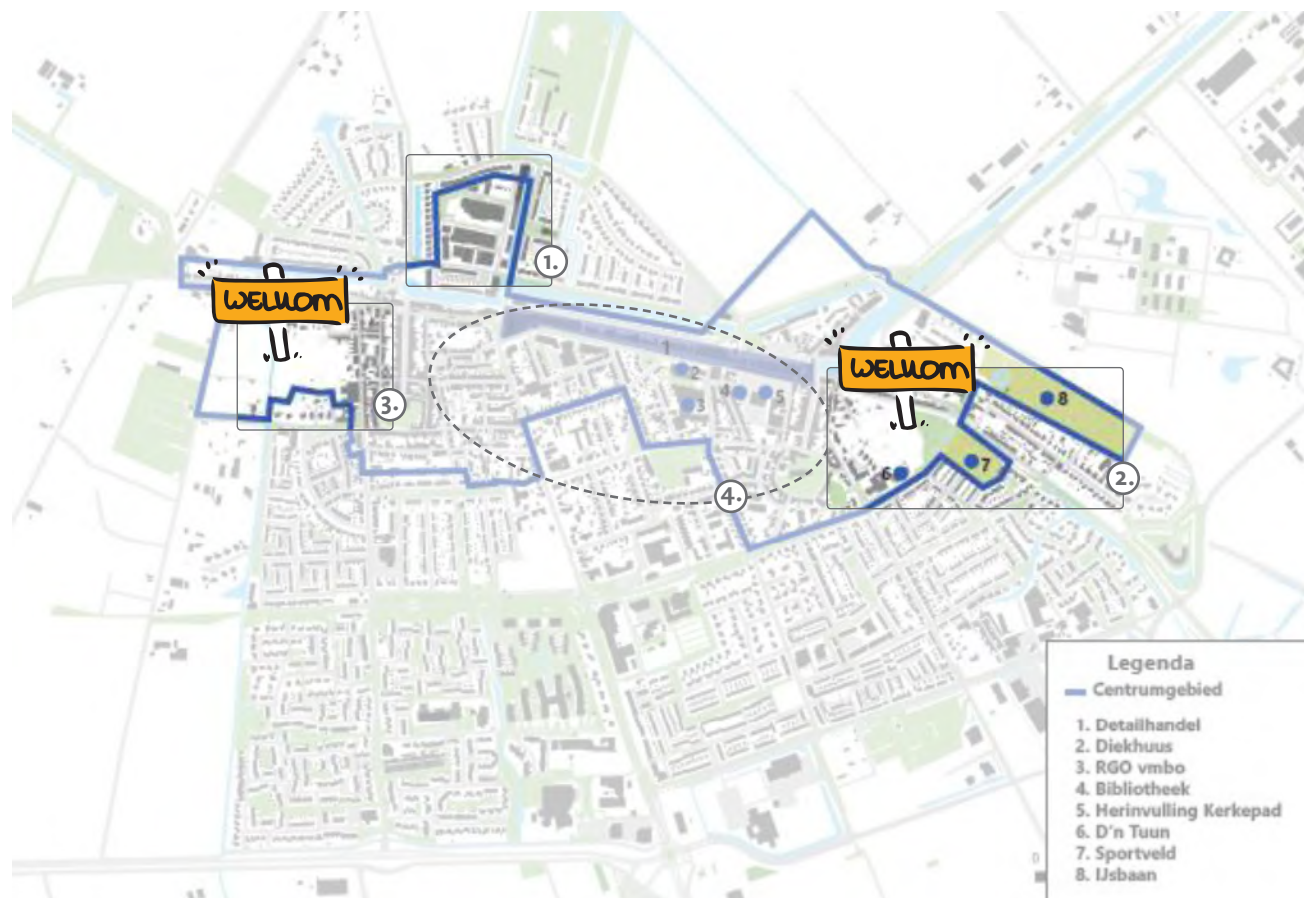 1.
WELKOM
1
2
WELKOM
4
5
3
8
3.
7
6
2.
4.
Legenda
Centrumgebied
1. Detailhandel
2. Diekhuus
3. RGO vmbo
4. Bibliotheek
5. Herinvulling Kerkepad
6. D'n Tuun
7. Sportveld
8. IJsbaan